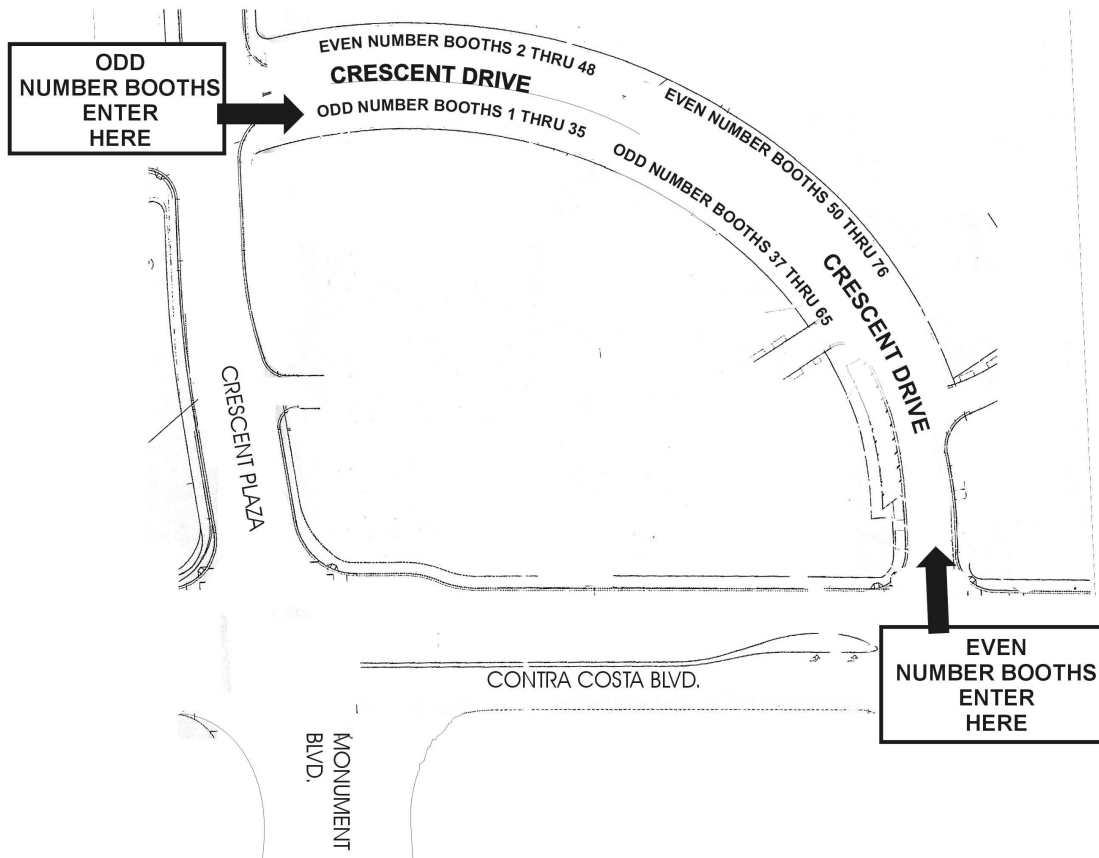 ODD
NUMBER BOOTHS
ENTER
HERE
EVEN NUMBER BOOTHS 2 THRU 48
CRESCENT DRIVE
ODD NUMBER BOOTHS 1 THRU 35
EVEN NUMBER BOOTHS 50 THRU 76
ODD NUMBER BOOTHS 37 THRU 65
CRESCENT DRIVE
CRESCENT PLAZA
CONTRA COSTA BLVD.
MONUMENT
BLVD.
EVEN
NUMBER BOOTHS
ENTER
HERE